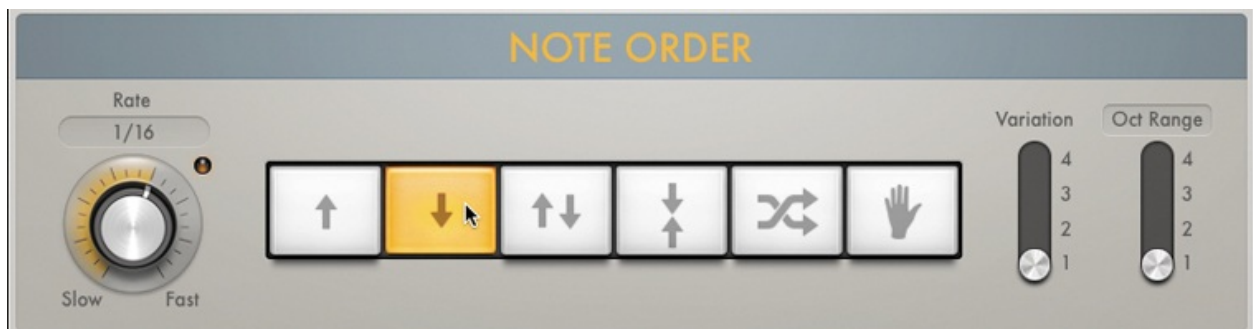 NOTE ORDER
Rate
1/16
Slow
Fast
Variation
4
3
2
1
Oct Range
4
3
2
1